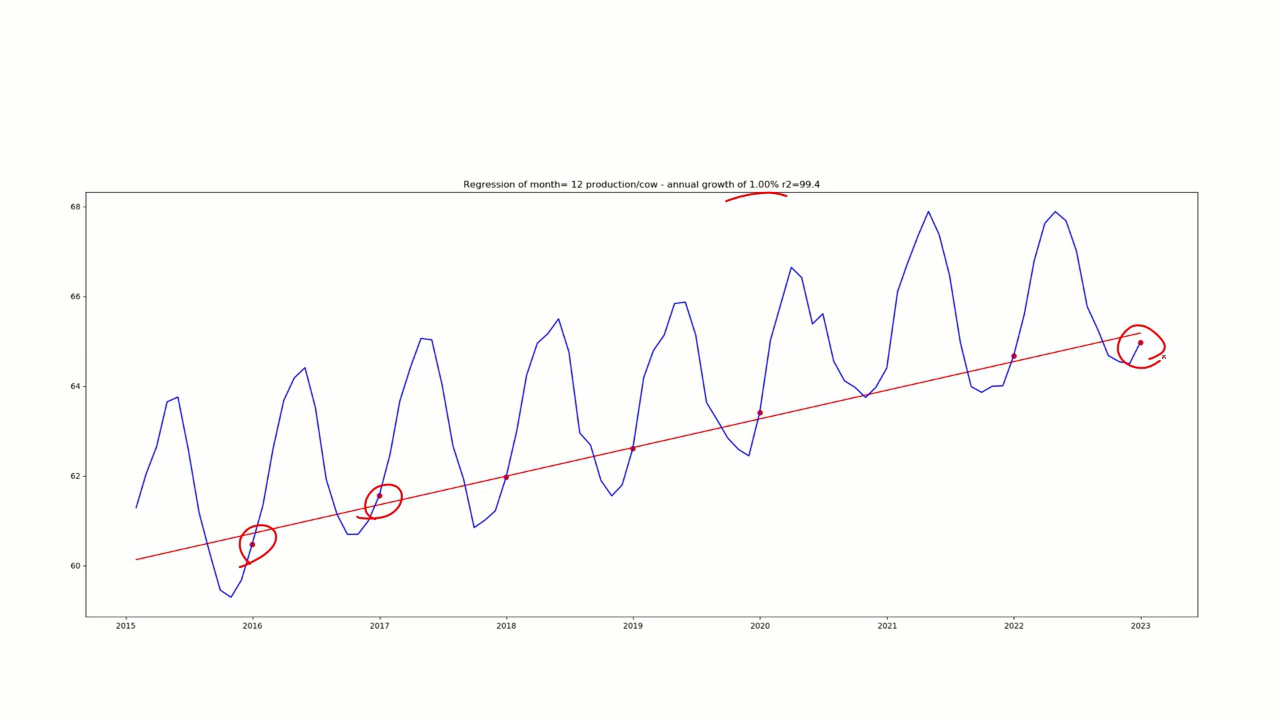 Regression of month= 12 production/cow - annual growth of 1.00% r2=99.4
68
66
64
62
60
2015 2016 2017 2018 2019 2020 2021 2022 2023